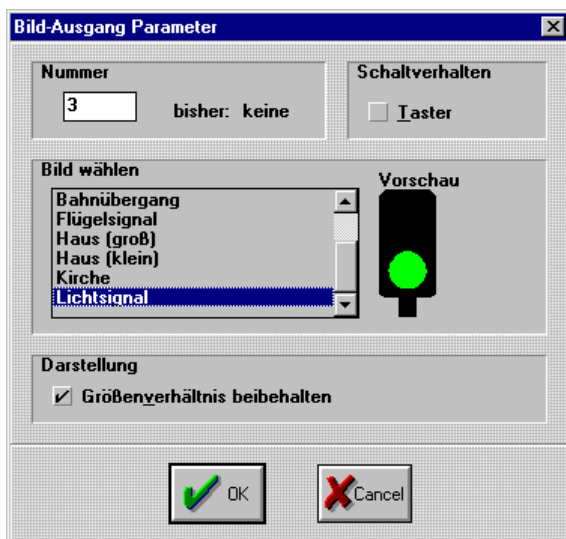 Bild-Ausgang Parameter
Nummer
3
bisher: keine
Schaltverhalten
Taster
Bild wählen
Bahnübergang
Flügelsignal
Haus (groß)
Haus (klein)
Kirche
Lichtsignal
Vorschau
Darstellung
Größenverhältnis beibehalten
OK
Cancel